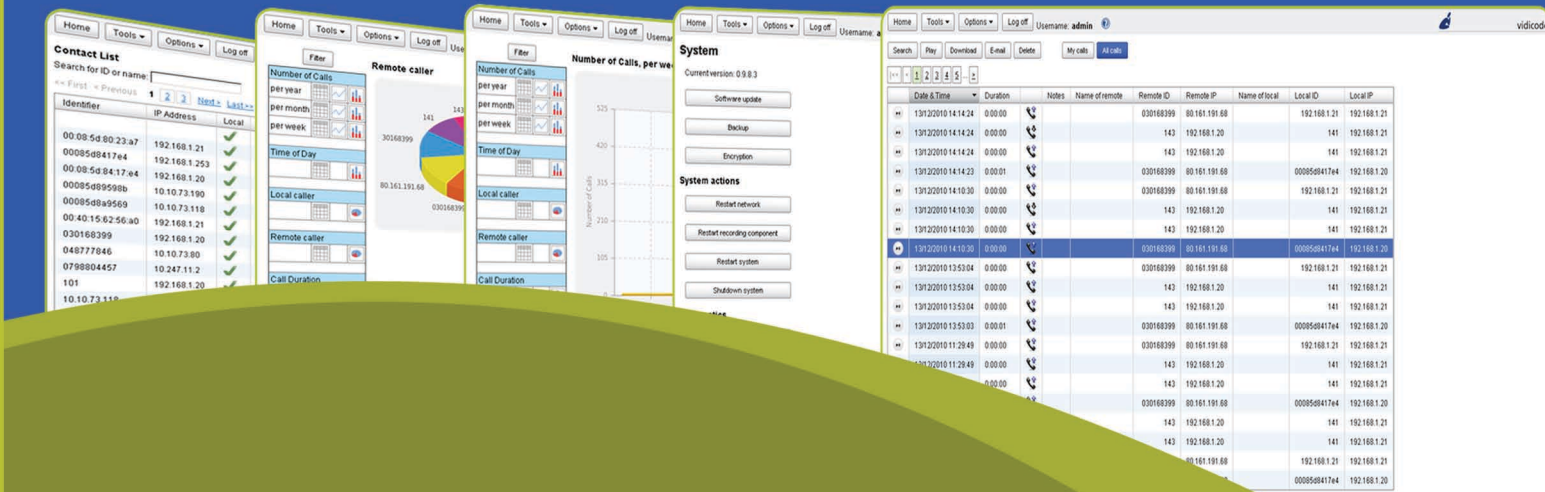 Home Tools Options Log off
Contact List
Search for ID or name:
<< First < Previous 1 2 3 Next > Last >>
Identifier IP Address Local
00:08:5d:80:23:a7 192.168.1.21
00085d8417e4 192.168.1.253
00:08:5d:84:17:e4 192.168.1.20
00085d89598b 10.10.73.190
00085d8a9569 10.10.73.118
00:40:15:62:56:a0 192.168.1.21
030168399 192.168.1.20
048777846 10.10.73.80
0798804457 10.247.11.2
101 192.168.1.20
10.10.73.118
Home Tools Options Log off
Filter
Remote caller
Number of Calls
per year
per month
per week
Time of Day
Local caller
Remote caller
Call Duration
141
30168399
80.161.191.68
030168399
Home Tools Options Log off
Filter
Number of Calls, per
Number of Calls
per year
per month
per week
Time of Day
Local caller
Remote caller
Call Duration
Number of Calls
525
420
315
210
105
0
Home Tools Options Log off Username:
System
Current version: 0.9.8.3
Software update
Backup
Encryption
System actions
Restart network
Restart recording component
Restart system
Shutdown system
Home Tools Options Log off Username: admin
vidicode
Search Play Download E-mail Delete My calls All calls
1 2 3 4 5 ...
Date & Time Duration Notes Name of remote Remote ID Remote IP Name of local Local ID Local IP
13/12/2010 14:14:24 0:00:00 030168399 80.161.191.68 192.168.1.21 192.168.1.21
13/12/2010 14:14:24 0:00:00 143 192.168.1.20 141 192.168.1.21
13/12/2010 14:14:24 0:00:00 143 192.168.1.20 141 192.168.1.21
13/12/2010 14:14:23 0:00:01 030168399 80.161.191.68 00085d8417e4 192.168.1.20
13/12/2010 14:10:30 0:00:00 030168399 80.161.191.68 192.168.1.21 192.168.1.21
13/12/2010 14:10:30 0:00:00 143 192.168.1.20 141 192.168.1.21
13/12/2010 14:10:30 0:00:00 143 192.168.1.20 141 192.168.1.21
13/12/2010 14:10:30 0:00:00 030168399 80.161.191.68 00085d8417e4 192.168.1.20
13/12/2010 13:53:04 0:00:00 030168399 80.161.191.68 192.168.1.21 192.168.1.21
13/12/2010 13:53:04 0:00:00 143 192.168.1.20 141 192.168.1.21
13/12/2010 13:53:04 0:00:00 143 192.168.1.20 141 192.168.1.21
13/12/2010 13:53:03 0:00:01 030168399 80.161.191.68 00085d8417e4 192.168.1.20
13/12/2010 11:29:49 0:00:00 030168399 80.161.191.68 192.168.1.21 192.168.1.21
13/12/2010 11:29:49 0:00:00 143 192.168.1.20 141 192.168.1.21
0:00:00 143 192.168.1.20 141 192.168.1.21
030168399 80.161.191.68 00085d8417e4 192.168.1.20
143 192.168.1.20 141 192.168.1.21
143 192.168.1.20 141 192.168.1.21
80.161.191.68 192.168.1.21 192.168.1.21
00085d8417e4 192.168.1.20